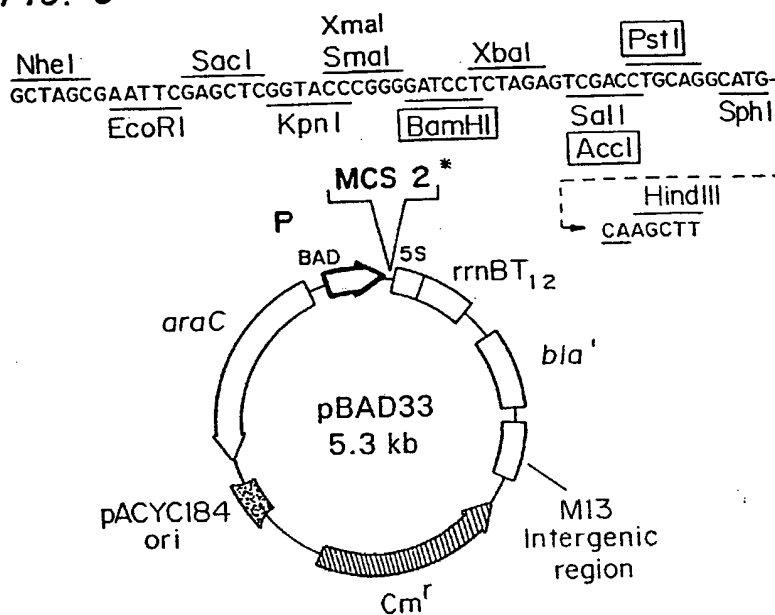 XmaI
NheI SacI SmaI XbaI PstI
GCTAGCGAATTCGAGCTCGGTACCCGGGGATCCTCTAGAGTCGACCTGCAGGCATG-
EcoRI KpnI BamHI SalI SphI
AccI
MCS 2*
HindIII
CAAGCTT
P
BAD
5S
rrnBT12
araC
bla'
pBAD33
5.3 kb
pACYC184
ori
M13
Intergenic
region
Cmr